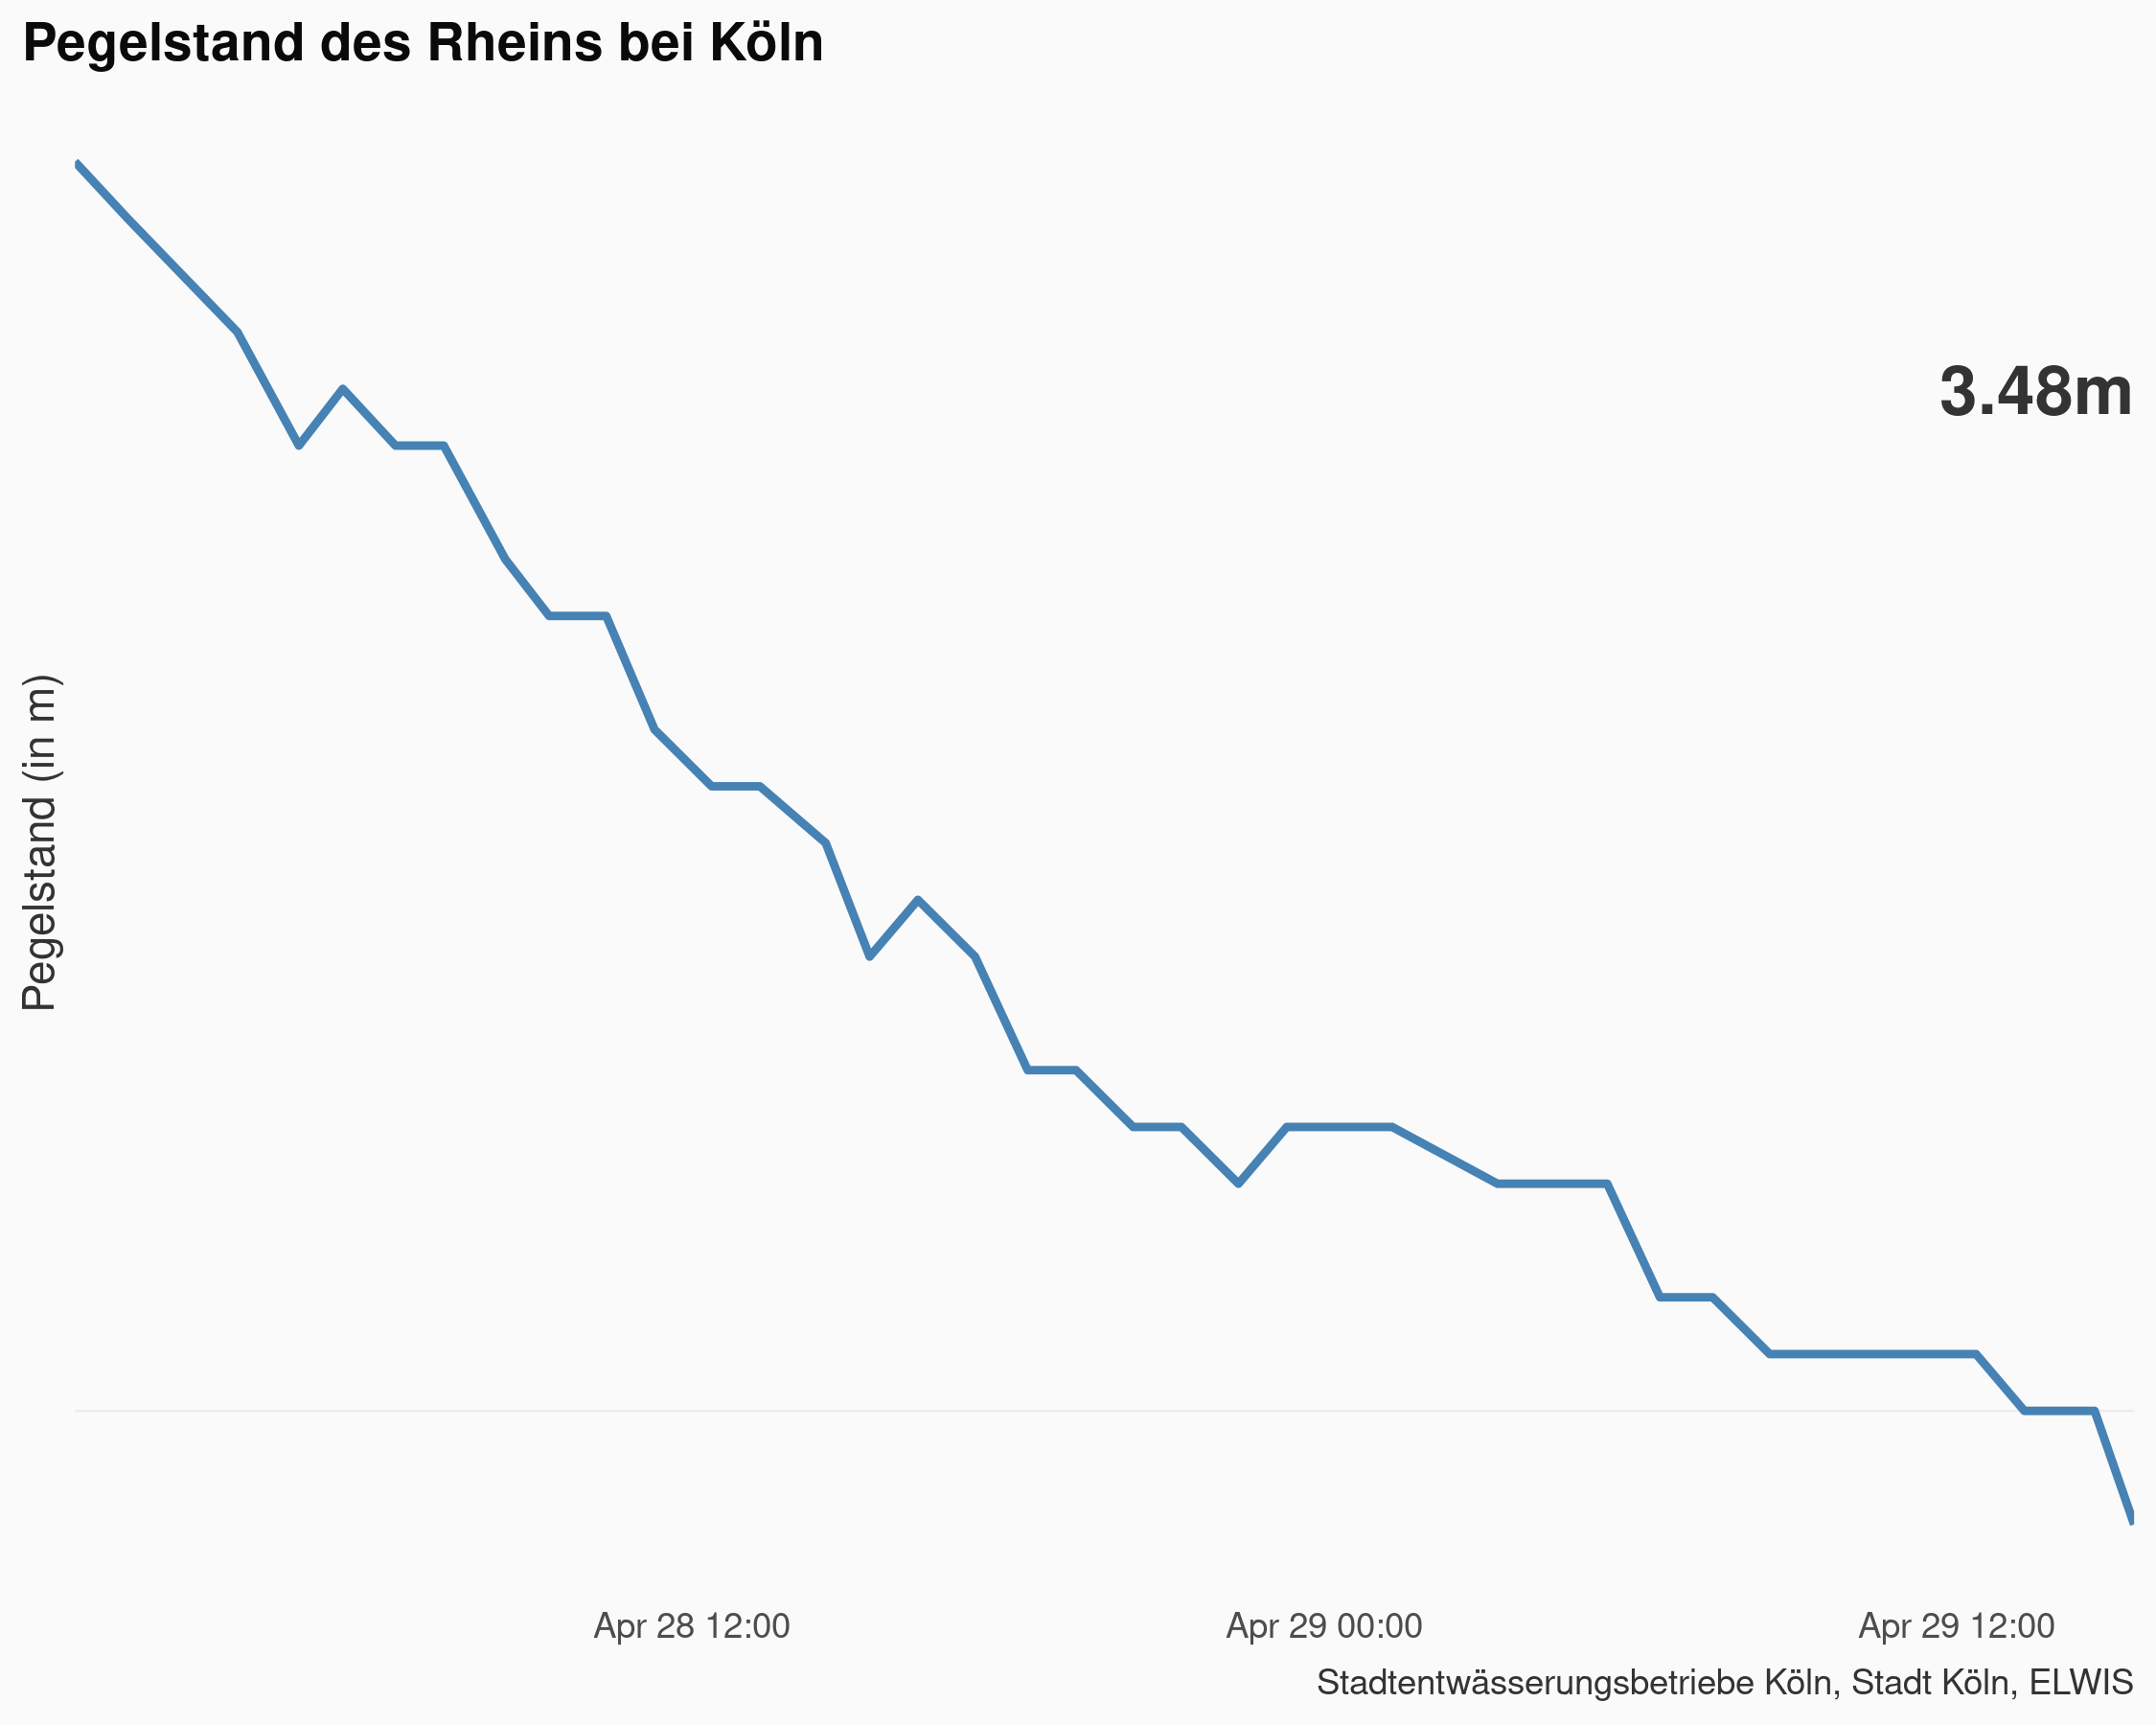 Pegelstand des Rheins bei Köln
3.48m
Pegelstand (in m)
Apr 28 12:00
Apr 29 00:00
Apr 29 12:00
Stadtentwässerungsbetriebe Köln, Stadt Köln, ELWIS